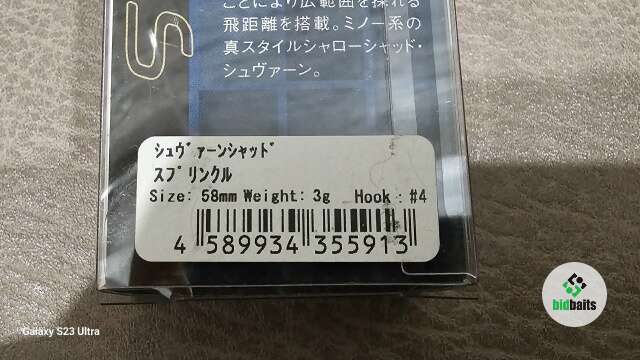 ことにより広範囲を探れる
飛距離を搭載。ミノー系の
真スタイルシャローシャッド・
シュヴァーン。
ｼｭｳﾞｧｰﾝｼｬｯﾄﾞ
ｽﾌﾟﾘﾝｸﾙ
Size: 58mm Weight: 3g Hook : #4
4 589934 355913
bidbaits
Galaxy S23 Ultra